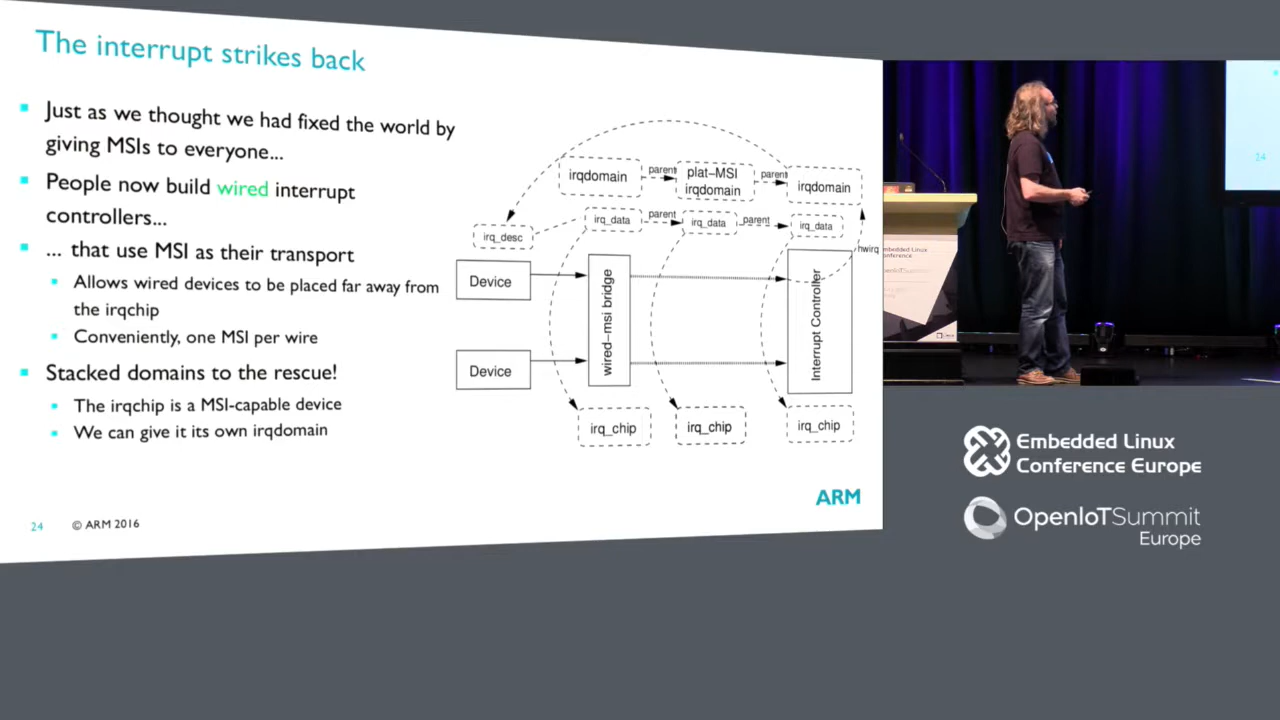 The interrupt strikes back
Just as we thought we had fixed the world by
giving MSIs to everyone...
People now build wired interrupt
controllers...
... that use MSI as their transport
Allows wired devices to be placed far away from
the irqchip
Conveniently, one MSI per wire
Stacked domains to the rescue!
The irqchip is a MSI-capable device
We can give it its own irqdomain
irqdomain
parent
plat-MSI
irqdomain
parent
irqdomain
irq_desc
irq_data
parent
irq_data
parent
irq_data
hwirq
Device
Device
wired-msi bridge
Interrupt Controller
irq_chip
irq_chip
irq_chip
ARM
24
© ARM 2016
24
Embedded Linux
Conference Europe
OpenIoTSummit
Europe